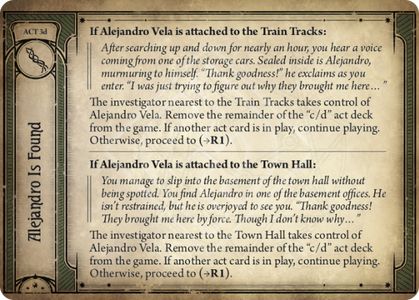 ACT 3d
Alejandro Is Found
If Alejandro Vela is attached to the Train Tracks:
After searching up and down for nearly an hour, you hear a voice
coming from one of the storage cars. Sealed inside is Alejandro,
murmuring to himself. “Thank goodness!” he exclaims as you
enter. “I was just trying to figure out why they brought me here…”
The investigator nearest to the Train Tracks takes control of
Alejandro Vela. Remove the remainder of the “c/d” act deck
from the game. If another act card is in play, continue playing.
Otherwise, proceed to (→R1).
If Alejandro Vela is attached to the Town Hall:
You manage to slip into the basement of the town hall without
being spotted. You find Alejandro in one of the basement offices. He
isn’t restrained, but he is overjoyed to see you. “Thank goodness!
They brought me here by force. Though I don’t know why…”
The investigator nearest to the Town Hall takes control of
Alejandro Vela. Remove the remainder of the “c/d” act deck
from the game. If another act card is in play, continue playing.
Otherwise, proceed to (→R1).